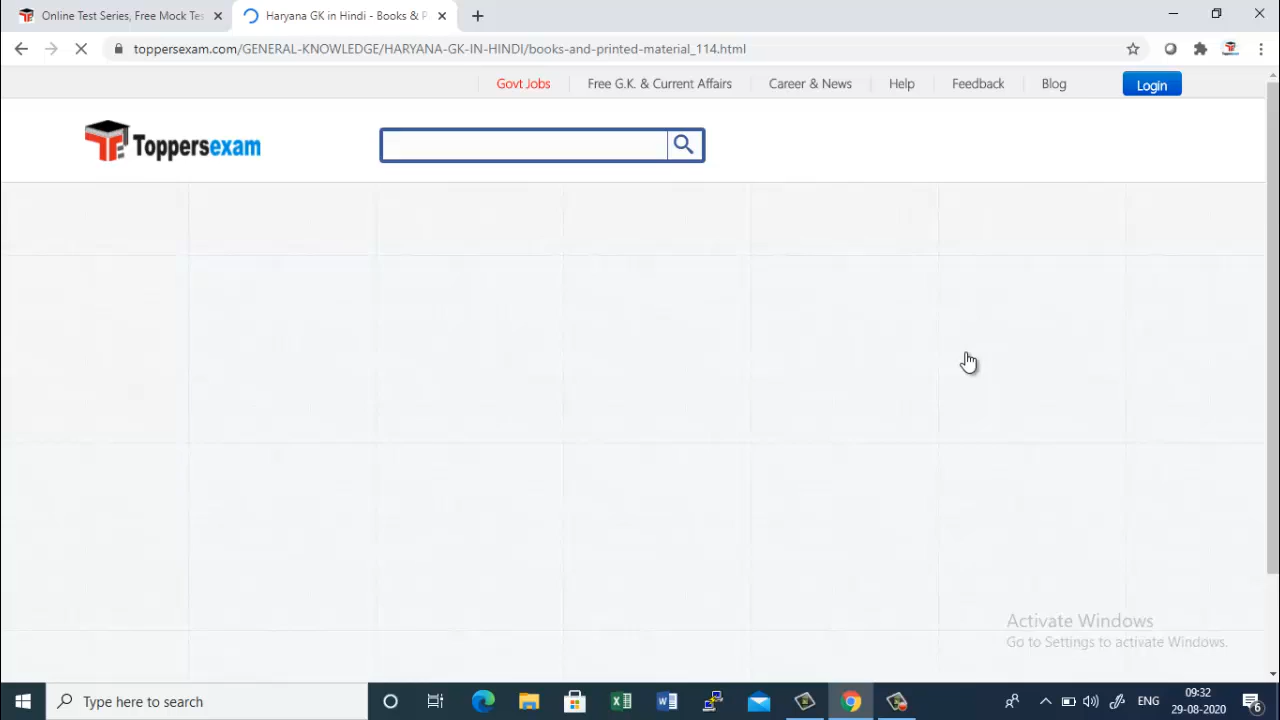 Online Test Series, Free Mock Tes
Haryana GK in Hindi - Books & P
toppersexam.com/GENERAL-KNOWLEDGE/HARYANA-GK-IN-HINDI/books-and-printed-material_114.html
Govt Jobs
Free G.K. & Current Affairs
Career & News
Help
Feedback
Blog
Login
Toppersexam
Activate Windows
Go to Settings to activate Windows.
Type here to search
ENG
09:32
29-08-2020
6